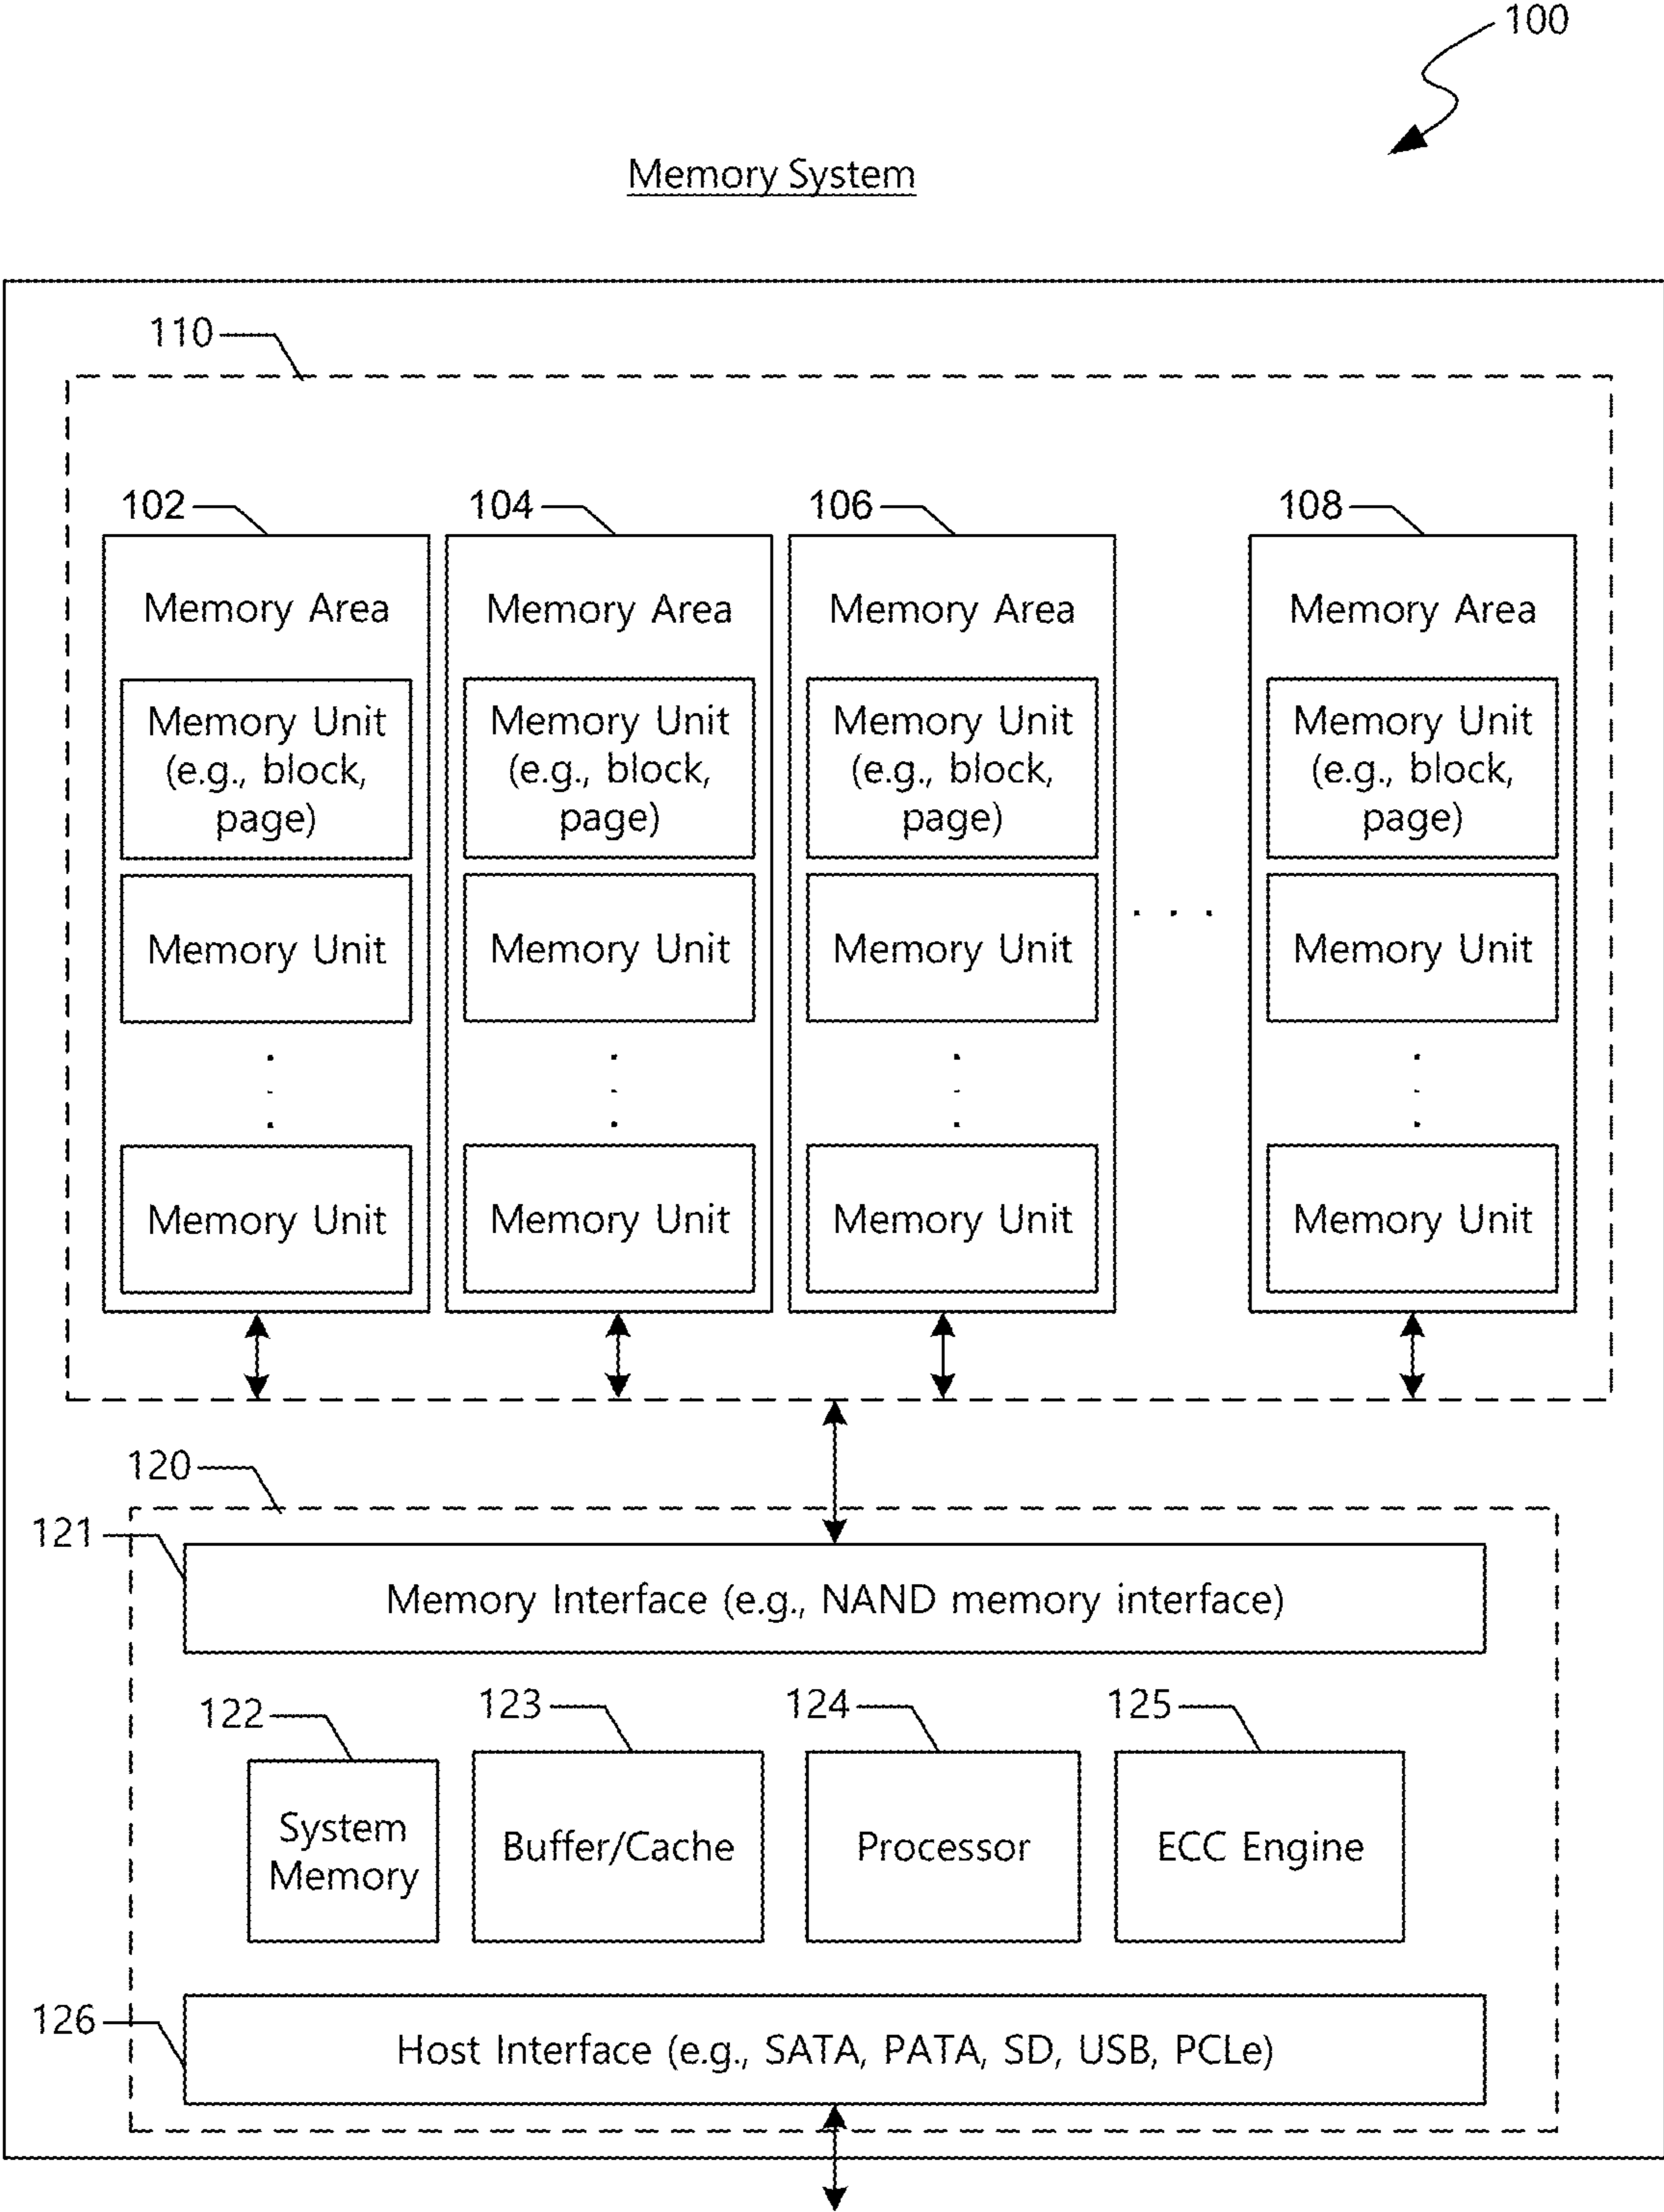 100
Memory System
110
102
104
106
108
Memory Area
Memory Area
Memory Area
Memory Area
Memory Unit
(e.g., block,
page)
Memory Unit
(e.g., block,
page)
Memory Unit
(e.g., block,
page)
Memory Unit
(e.g., block,
page)
Memory Unit
Memory Unit
Memory Unit
. . .
Memory Unit
Memory Unit
Memory Unit
Memory Unit
Memory Unit
120
121
Memory Interface (e.g., NAND memory interface)
122
123
124
125
System
Memory
Buffer/Cache
Processor
ECC Engine
126
Host Interface (e.g., SATA, PATA, SD, USB, PCLe)